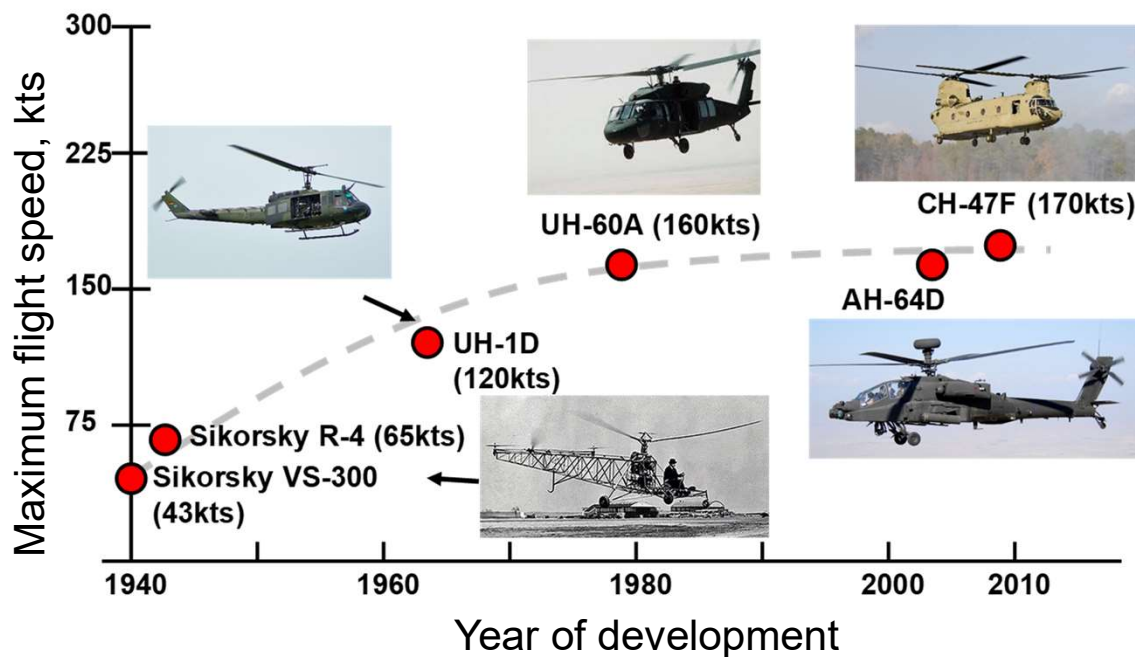 Maximum flight speed, kts
300
225
150
75
UH-60A (160kts)
CH-47F (170kts)
AH-64D
UH-1D
(120kts)
Sikorsky R-4 (65kts)
Sikorsky VS-300
(43kts)
1940
1960
1980
2000
2010
Year of development